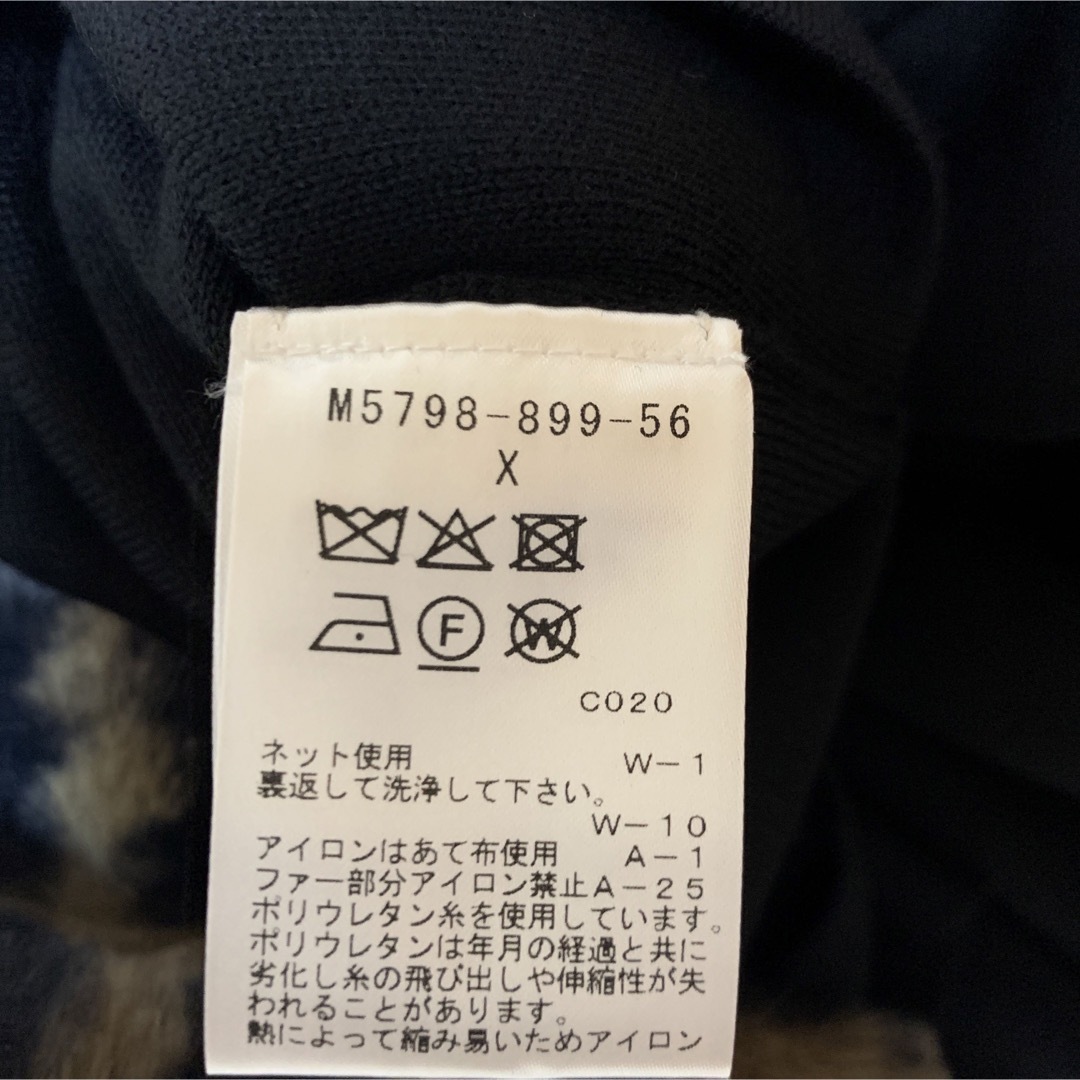 M5798-899-56
X
F
W
C020
ネット使用 W-1
裏返して洗浄して下さい。
W-10
アイロンはあて布使用 A-1
ファー部分アイロン禁止A-25
ポリウレタン糸を使用しています。
ポリウレタンは年月の経過と共に
劣化し糸の飛び出しや伸縮性が失
われることがあります。
熱によって縮み易いためアイロン